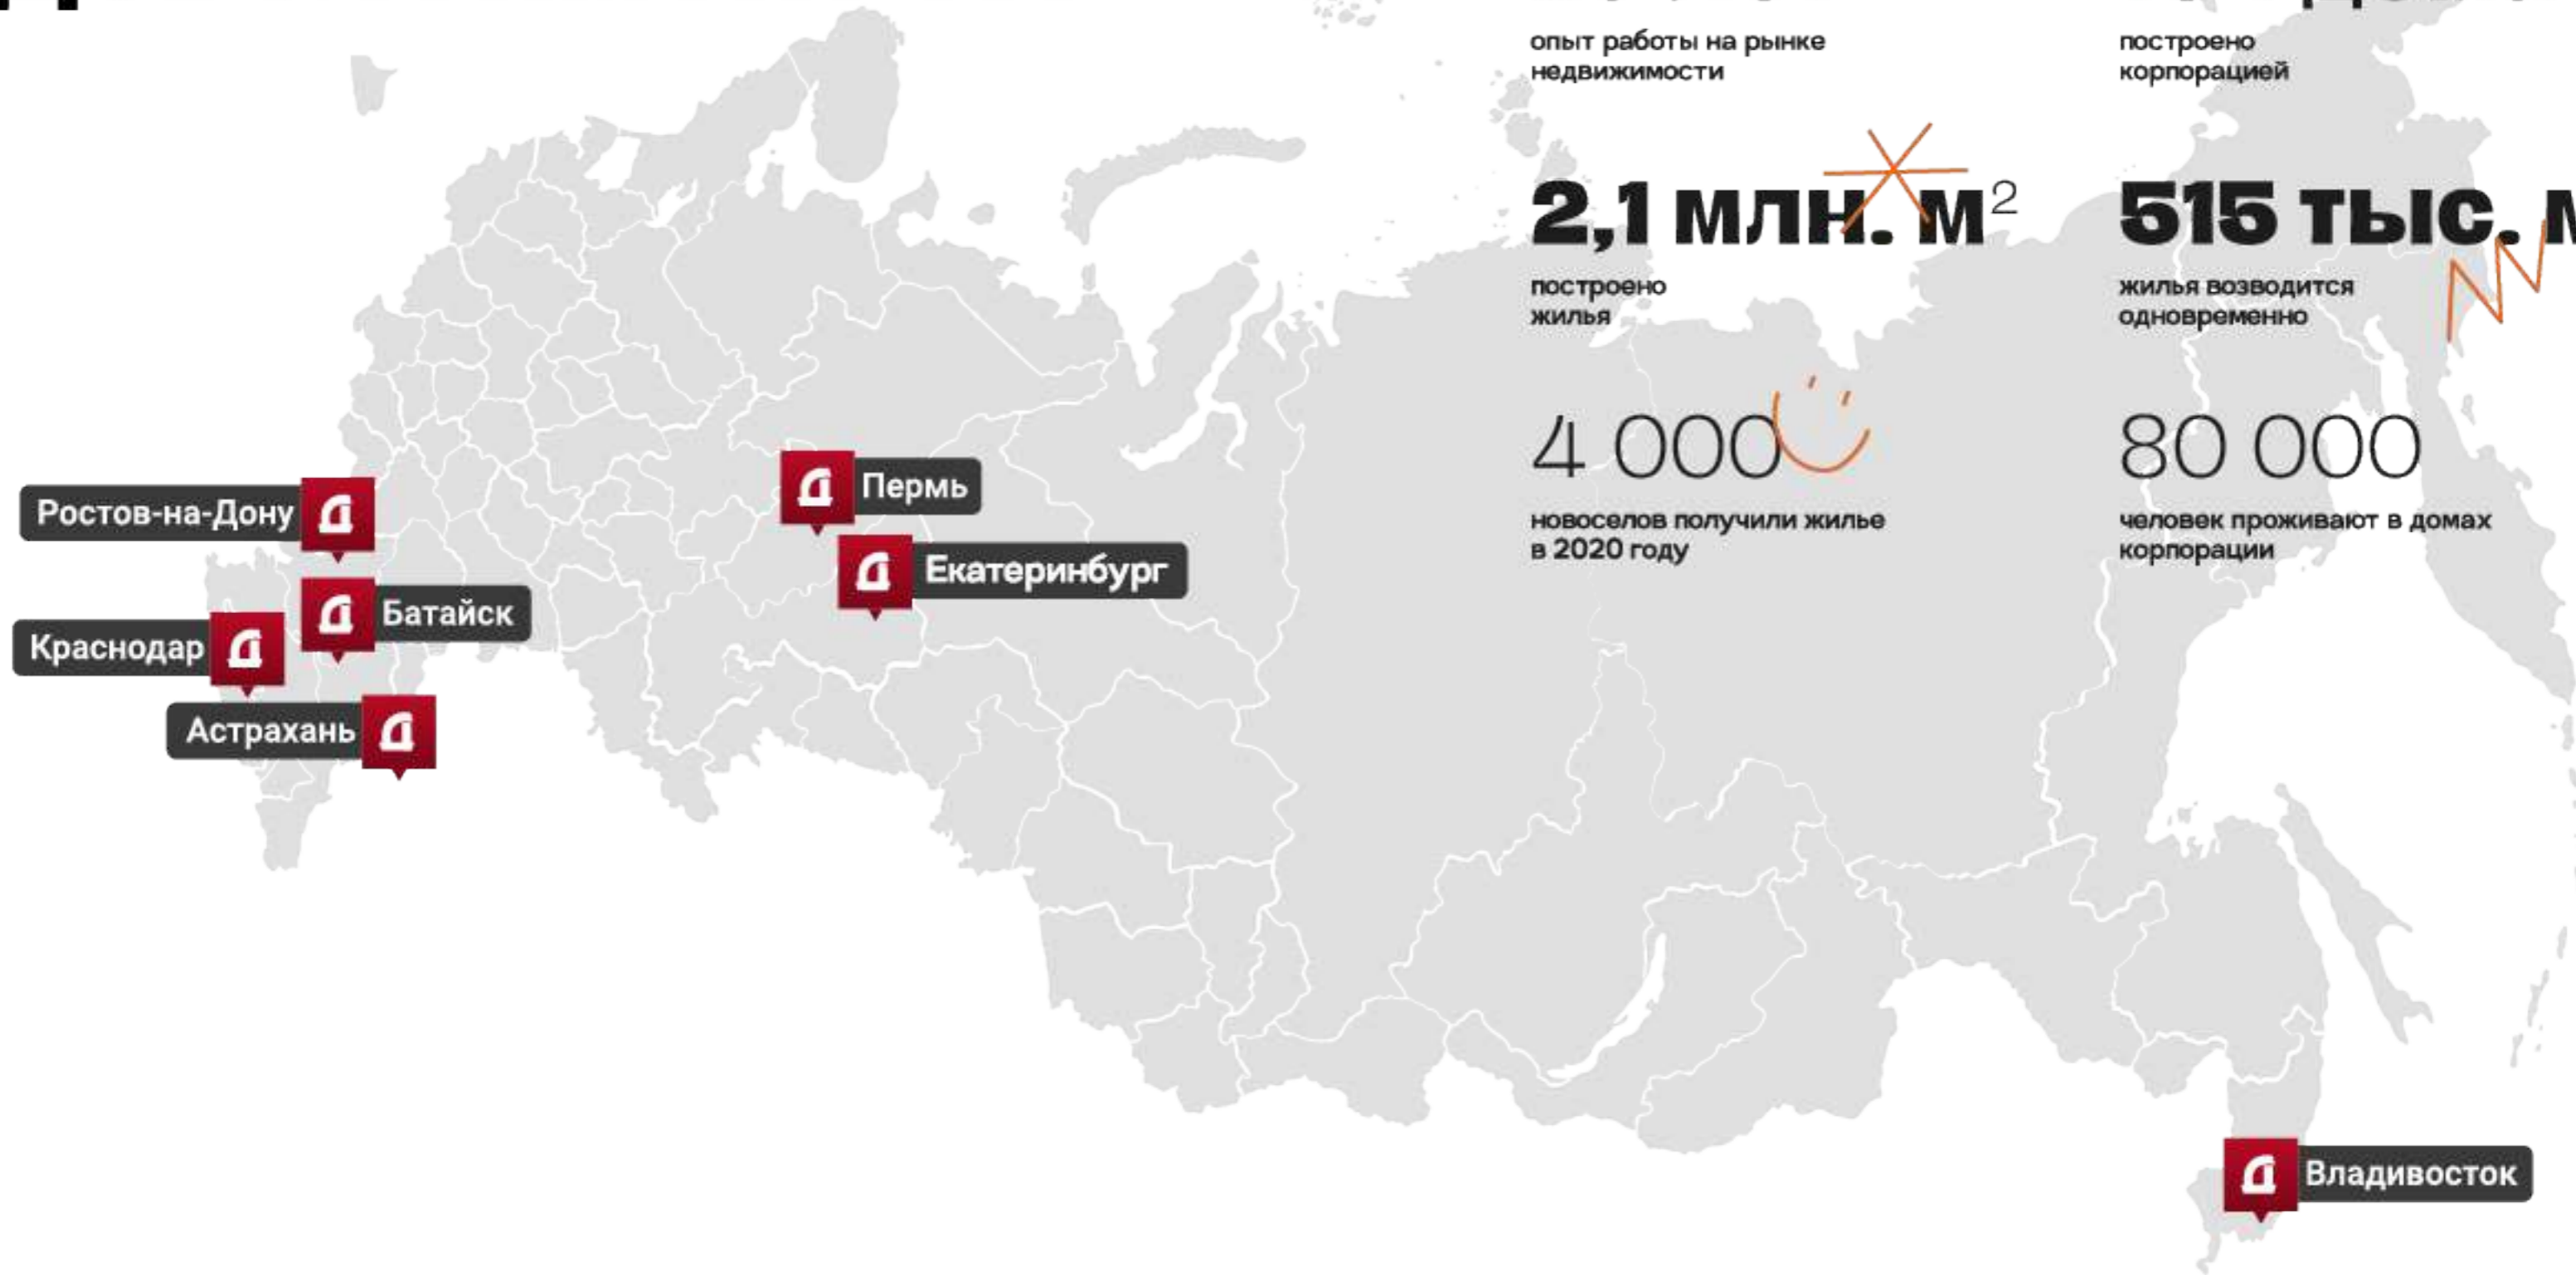 опыт работы на рынке
недвижимости
построено
корпорацией
2,1 млн. м²
построено
жилья
515 тыс.
жилья возводится
одновременно
4 000
новоселов получили жилье
в 2020 году
80 000
человек проживают в домах
корпорации
Пермь
Ростов-на-Дону
Екатеринбург
Батайск
Краснодар
Астрахань
Владивосток